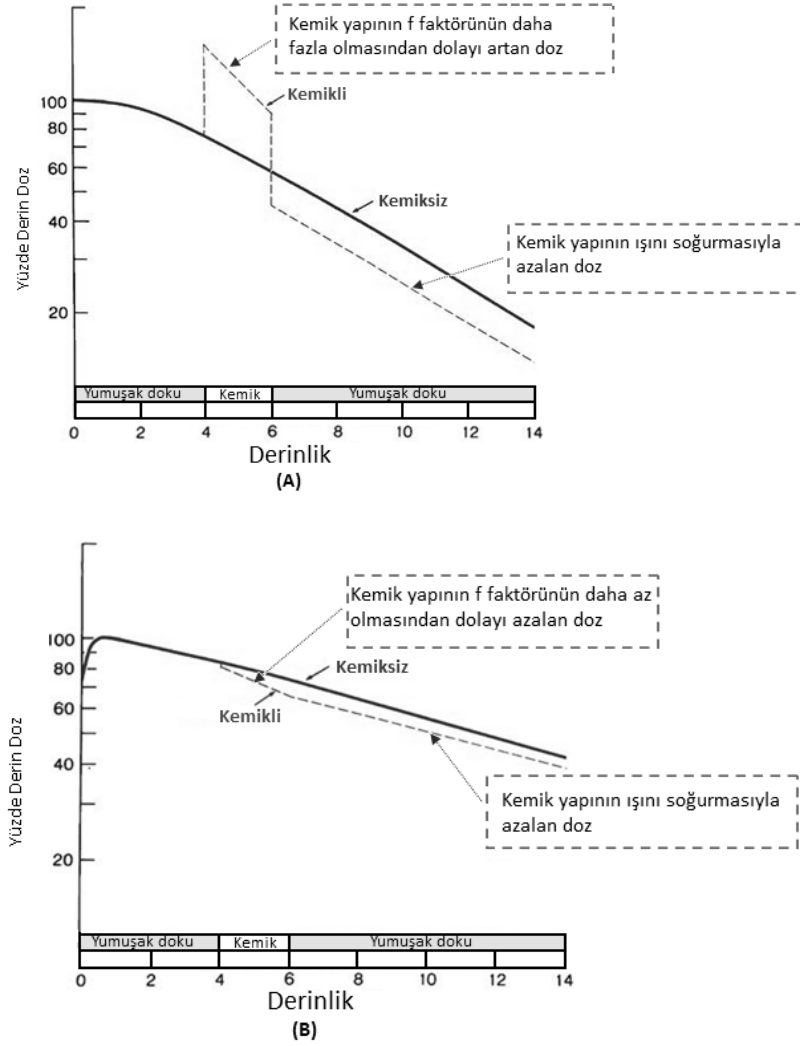 Kemik yapının f faktörünün daha
fazla olmasından dolayı artan doz
Kemikli
100
80
60
40
20
Yüzde Derin Doz
Kemiksiz
Kemik yapının ışını soğurmasıyla
azalan doz
Yumuşak doku Kemik Yumuşak doku
0 2 4 6 8 10 12 14
Derinlik
(A)
Kemik yapının f faktörünün daha az
olmasından dolayı azalan doz
100
80
60
40
20
Yüzde Derin Doz
Kemiksiz
Kemikli
Kemik yapının ışını soğurmasıyla
azalan doz
Yumuşak doku Kemik Yumuşak doku
0 2 4 6 8 10 12 14
Derinlik
(B)